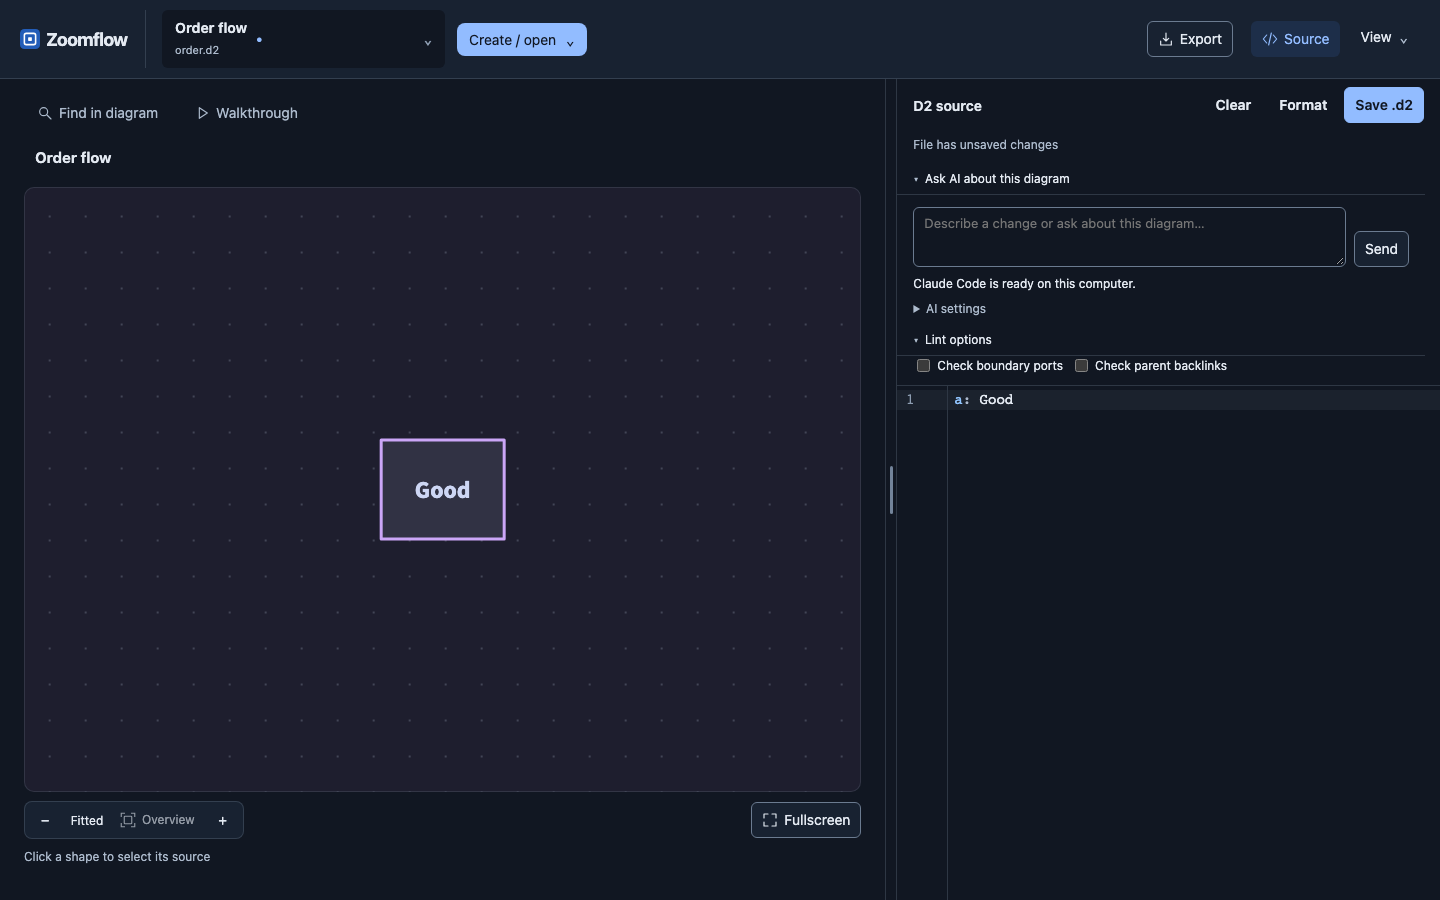 Zoomflow
Order flow
order.d2
Create / open
Export
</> Source
View
Find in diagram
Walkthrough
Order flow
Good
− Fitted Overview +
Fullscreen
Click a shape to select its source
D2 source
Clear
Format
Save .d2
File has unsaved changes
Ask AI about this diagram
Describe a change or ask about this diagram...
Send
Claude Code is ready on this computer.
AI settings
Lint options
Check boundary ports
Check parent backlinks
1 a: Good